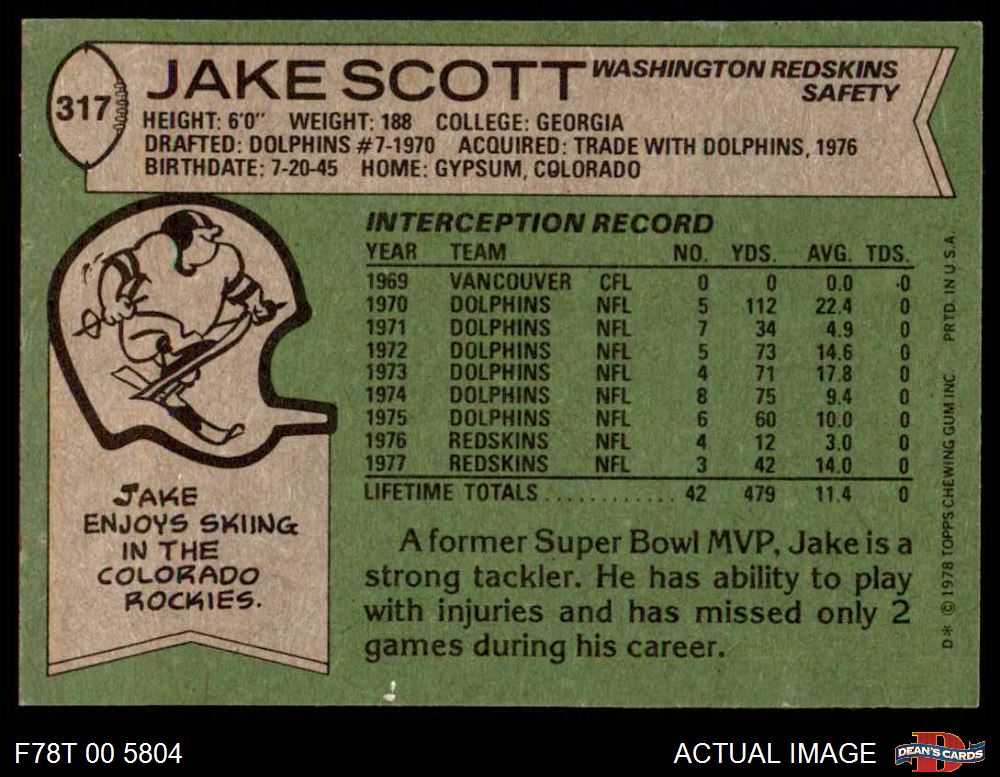 317
JAKE SCOTT
WASHINGTON REDSKINS
SAFETY
HEIGHT: 6'0" WEIGHT: 188 COLLEGE: GEORGIA
DRAFTED: DOLPHINS #7-1970 ACQUIRED: TRADE WITH DOLPHINS, 1976
BIRTHDATE: 7-20-45 HOME: GYPSUM, COLORADO
INTERCEPTION RECORD
YEAR TEAM NO. YDS. AVG. TDS.
1969 VANCOUVER CFL 0 0 0.0 0
1970 DOLPHINS NFL 5 112 22.4 0
1971 DOLPHINS NFL 7 34 4.9 0
1972 DOLPHINS NFL 5 73 14.6 0
1973 DOLPHINS NFL 4 71 17.8 0
1974 DOLPHINS NFL 8 75 9.4 0
1975 DOLPHINS NFL 6 60 10.0 0
1976 REDSKINS NFL 4 12 3.0 0
1977 REDSKINS NFL 3 42 14.0 0
LIFETIME TOTALS ............ 42 479 11.4 0
JAKE
ENJOYS SKIING
IN THE
COLORADO
ROCKIES.
A former Super Bowl MVP, Jake is a
strong tackler. He has ability to play
with injuries and has missed only 2
games during his career.
D* © 1978 TOPPS CHEWING GUM INC PRTD. IN U S.A.
F78T 00 5804
ACTUAL IMAGE
D
DEAN'S CARDS